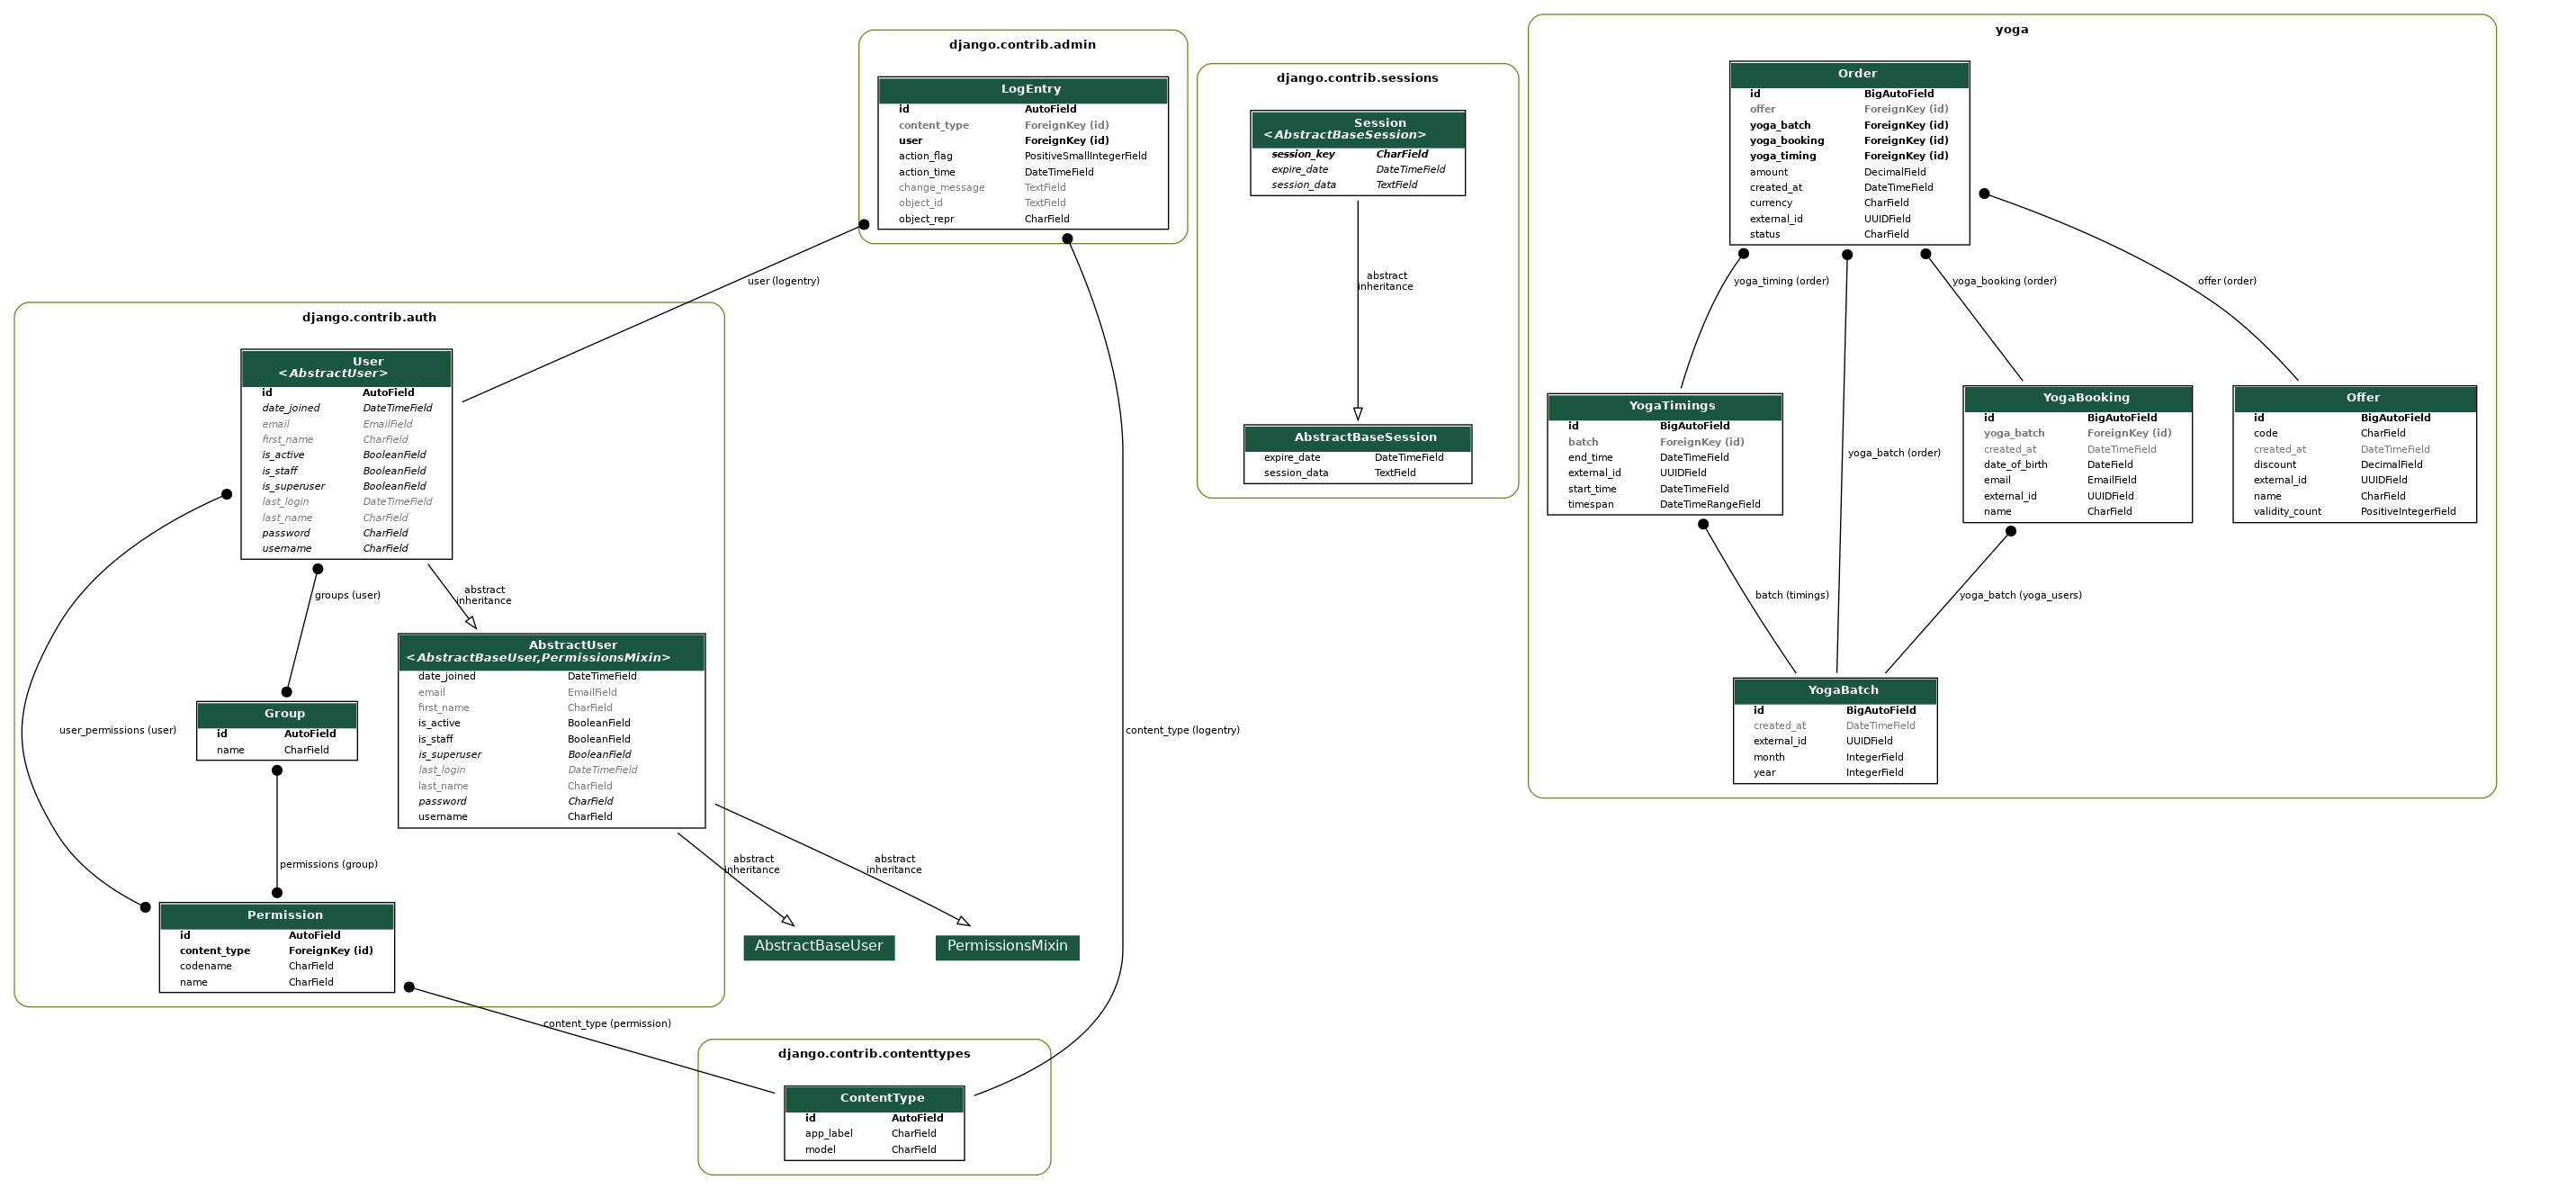 django.contrib.admin
LogEntry
id AutoField
content_type ForeignKey (id)
user ForeignKey (id)
action_flag PositiveSmallIntegerField
action_time DateTimeField
change_message TextField
object_id TextField
object_repr CharField
user (logentry)
content_type (logentry)
django.contrib.sessions
Session
<AbstractBaseSession>
session_key CharField
expire_date DateTimeField
session_data TextField
abstract
inheritance
AbstractBaseSession
expire_date DateTimeField
session_data TextField
yoga
Order
id BigAutoField
offer ForeignKey (id)
yoga_batch ForeignKey (id)
yoga_booking ForeignKey (id)
yoga_timing ForeignKey (id)
amount DecimalField
created_at DateTimeField
currency CharField
external_id UUIDField
status CharField
yoga_timing (order)
yoga_booking (order)
offer (order)
YogaTimings
id BigAutoField
batch ForeignKey (id)
end_time DateTimeField
external_id UUIDField
start_time DateTimeField
timespan DateTimeRangeField
yoga_batch (order)
YogaBooking
id BigAutoField
yoga_batch ForeignKey (id)
created_at DateTimeField
date_of_birth DateField
email EmailField
external_id UUIDField
name CharField
Offer
id BigAutoField
code CharField
created_at DateTimeField
discount DecimalField
external_id UUIDField
name CharField
validity_count PositiveIntegerField
batch (timings)
yoga_batch (yoga_users)
YogaBatch
id BigAutoField
created_at DateTimeField
external_id UUIDField
month IntegerField
year IntegerField
django.contrib.auth
User
<AbstractUser>
id AutoField
date_joined DateTimeField
email EmailField
first_name CharField
is_active BooleanField
is_staff BooleanField
is_superuser BooleanField
last_login DateTimeField
last_name CharField
password CharField
username CharField
groups (user)
abstract
inheritance
AbstractUser
<AbstractBaseUser,PermissionsMixin>
date_joined DateTimeField
email EmailField
first_name CharField
is_active BooleanField
is_staff BooleanField
is_superuser BooleanField
last_login DateTimeField
last_name CharField
password CharField
username CharField
Group
id AutoField
name CharField
user_permissions (user)
permissions (group)
abstract
inheritance
abstract
inheritance
Permission
id AutoField
content_type ForeignKey (id)
codename CharField
name CharField
AbstractBaseUser
PermissionsMixin
content_type (permission)
django.contrib.contenttypes
ContentType
id AutoField
app_label CharField
model CharField